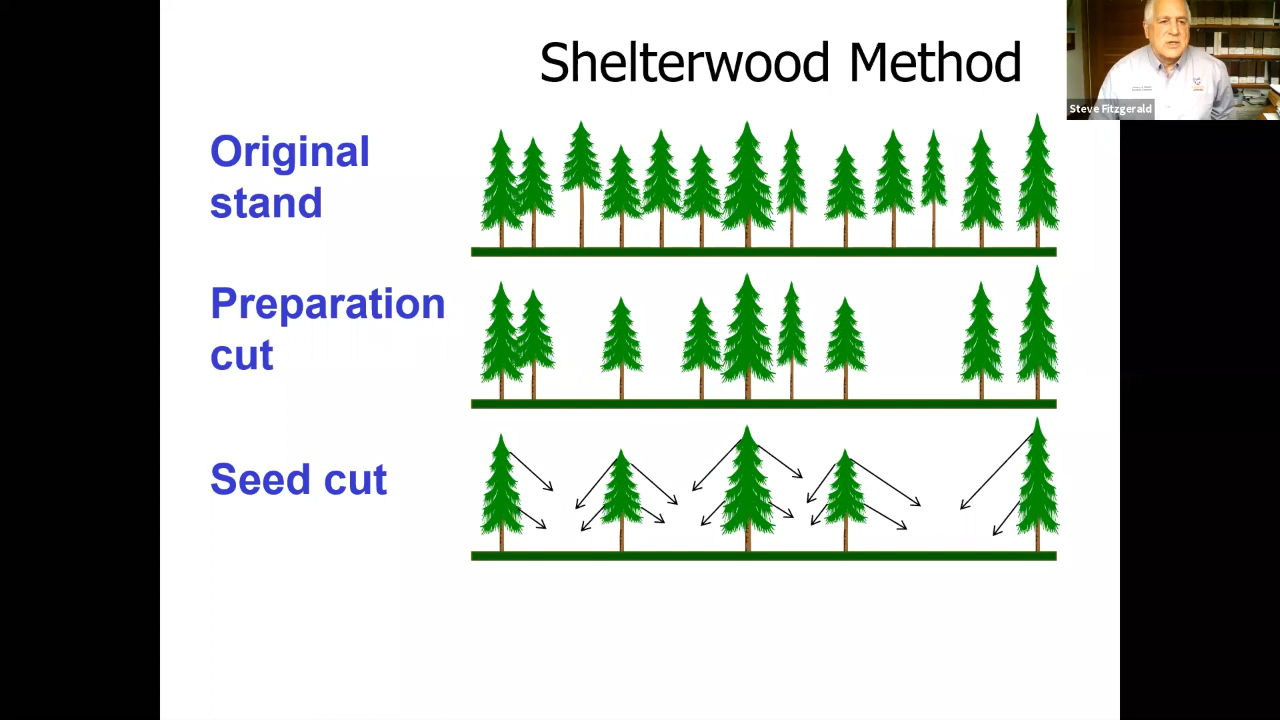 Shelterwood Method
Steve Fitzgerald
Original
stand
Preparation
cut
Seed cut